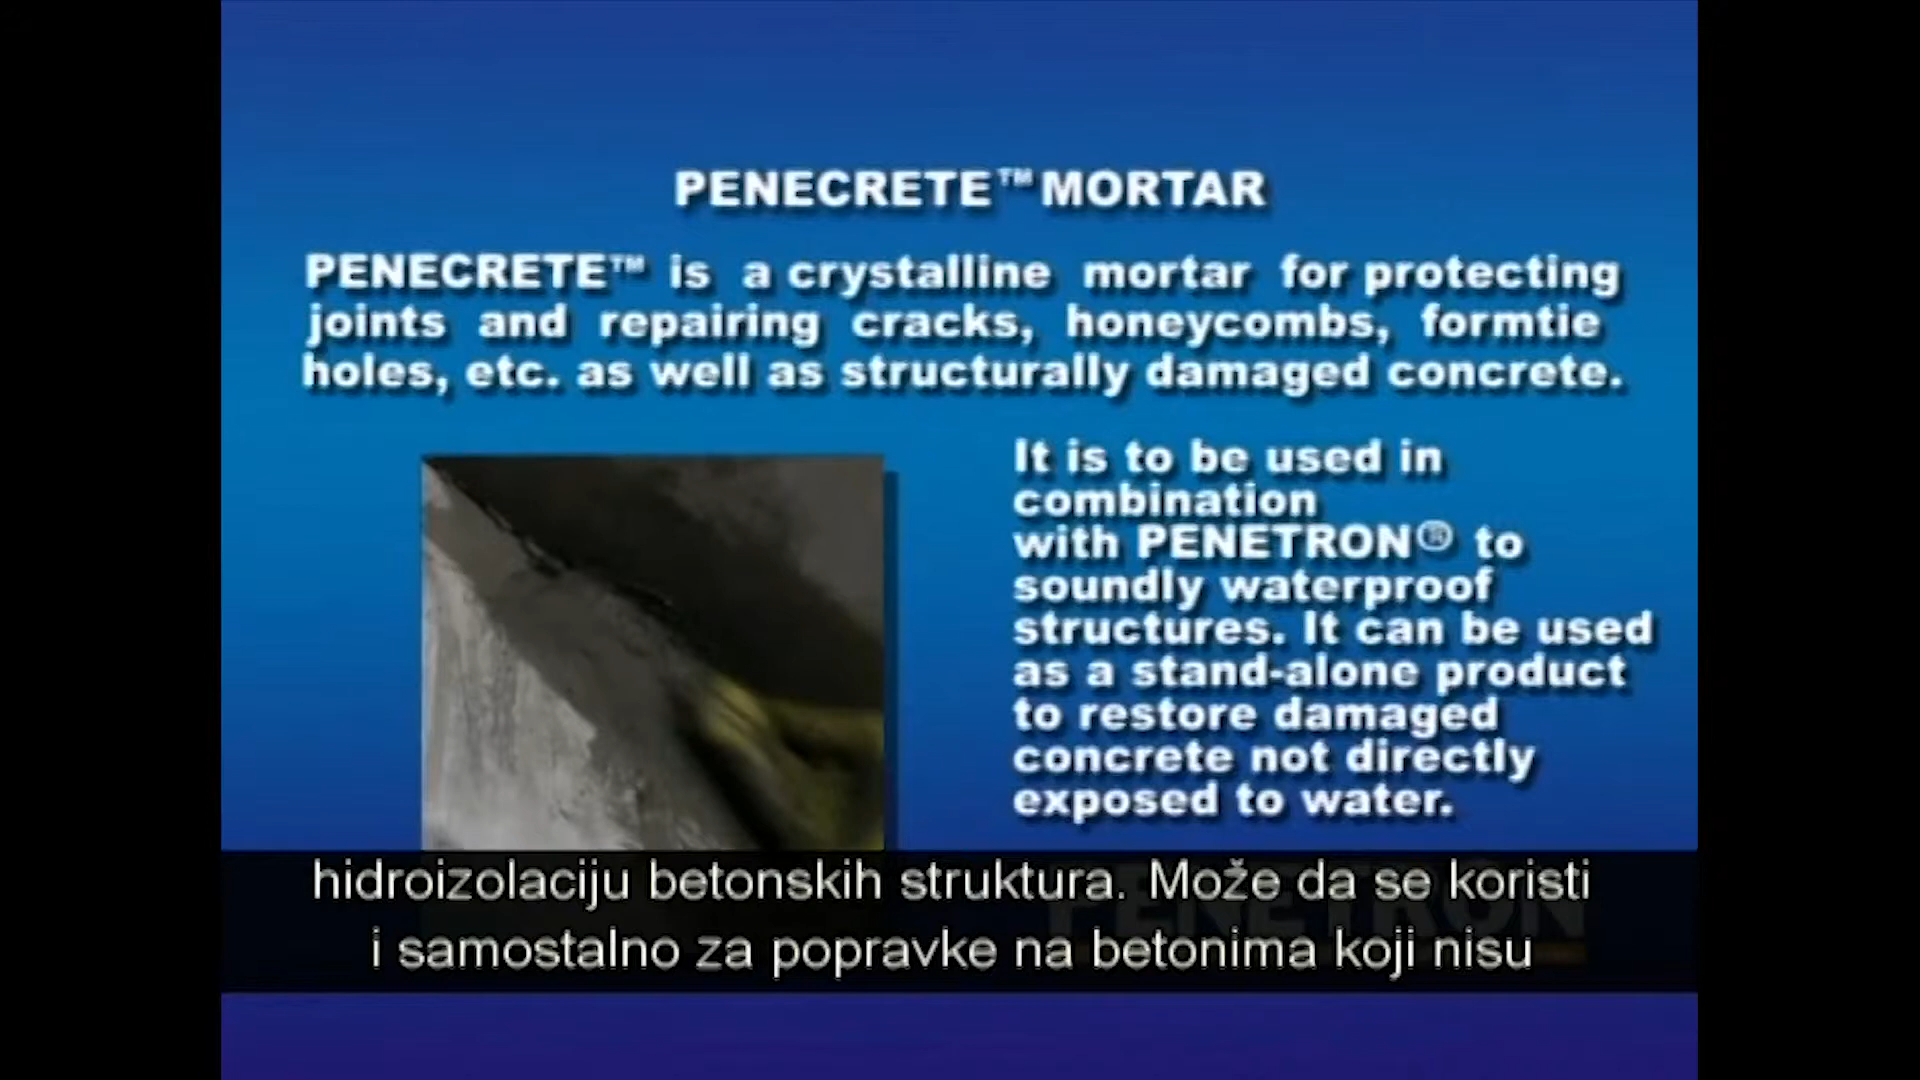 PENECRETE™ MORTAR
PENECRETE™ is a crystalline mortar for protecting
joints and repairing cracks, honeycombs, formtie
holes, etc. as well as structurally damaged concrete.
It is to be used in
combination
with PENETRON® to
soundly waterproof
structures. It can be used
as a stand-alone product
to restore damaged
concrete not directly
exposed to water.
PENETRON
hidroizolaciju betonskih struktura. Može da se koristi
i samostalno za popravke na betonima koji nisu